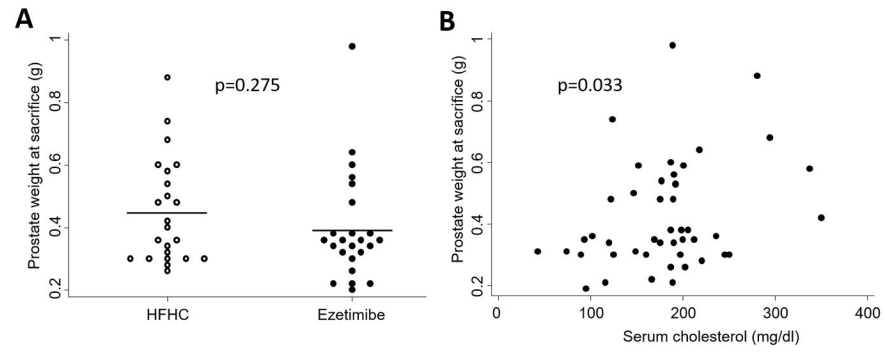 A
Prostate weight at sacrifice (g)
1
0.8
0.6
0.4
0.2
p=0.275
HFHC
Ezetimibe
B
Prostate weight at sacrifice (g)
1
0.8
0.6
0.4
0.2
p=0.033
0
100
200
300
400
Serum cholesterol (mg/dl)